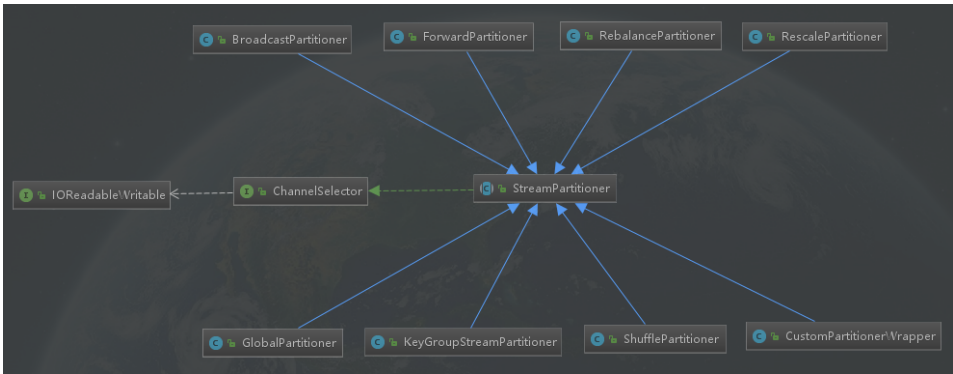 BroadcastPartitioner
ForwardPartitioner
RebalancePartitioner
RescalePartitioner
IOReadableWritable
ChannelSelector
StreamPartitioner
GlobalPartitioner
KeyGroupStreamPartitioner
ShufflePartitioner
CustomPartitionerWrapper